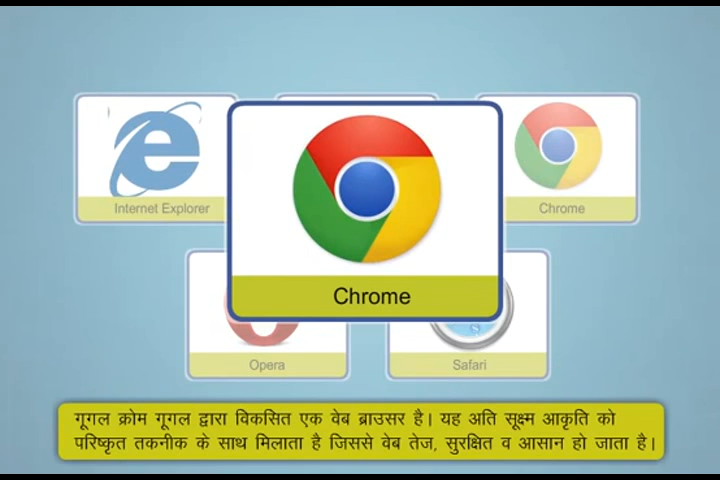 Internet Explorer
Chrome
Chrome
Opera
Safari
गूगल क्रोम गूगल द्वारा विकसित एक वेब ब्राउसर है। यह अति सूक्ष्म आकृति को
परिष्कृत तकनीक के साथ मिलाता है जिससे वेब तेज, सुरक्षित व आसान हो जाता है।